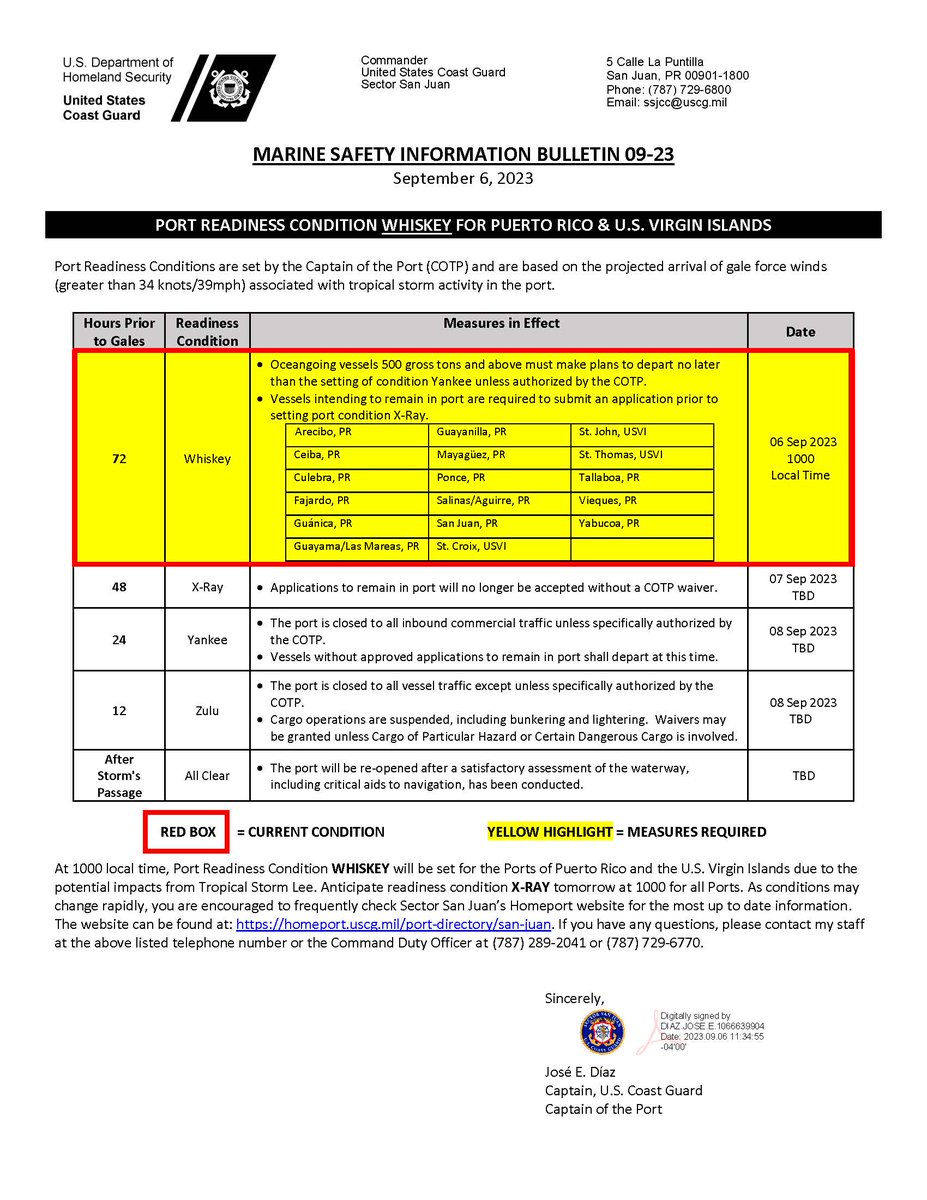 U.S. Department of
Homeland Security
United States
Coast Guard
Commander
United States Coast Guard
Sector San Juan
5 Calle La Puntilla
San Juan, PR 00901-1800
Phone: (787) 729-6800
Email: ssjcc@uscg.mil
MARINE SAFETY INFORMATION BULLETIN 09-23
September 6, 2023
PORT READINESS CONDITION WHISKEY FOR PUERTO RICO & U.S. VIRGIN ISLANDS
Port Readiness Conditions are set by the Captain of the Port (COTP) and are based on the projected arrival of gale force winds
(greater than 34 knots/39mph) associated with tropical storm activity in the port.
Hours Prior
to Gales
Readiness
Condition
Measures in Effect
Date
72
Whiskey
• Oceangoing vessels 500 gross tons and above must make plans to depart no later
than the setting of condition Yankee unless authorized by the COTP.
• Vessels intending to remain in port are required to submit an application prior to
setting port condition X-Ray.
Arecibo, PR Guayanilla, PR St. John, USVI
Ceiba, PR Mayagüez, PR St. Thomas, USVI
Culebra, PR Ponce, PR Tallaboa, PR
Fajardo, PR Salinas/Aguirre, PR Vieques, PR
Guánica, PR San Juan, PR Yabucoa, PR
Guayama/Las Mareas, PR St. Croix, USVI
06 Sep 2023
1000
Local Time
48
X-Ray
• Applications to remain in port will no longer be accepted without a COTP waiver.
07 Sep 2023
TBD
24
Yankee
• The port is closed to all inbound commercial traffic unless specifically authorized by
the COTP.
• Vessels without approved applications to remain in port shall depart at this time.
08 Sep 2023
TBD
12
Zulu
• The port is closed to all vessel traffic except unless specifically authorized by the
COTP.
• Cargo operations are suspended, including bunkering and lightering. Waivers may
be granted unless Cargo of Particular Hazard or Certain Dangerous Cargo is involved.
08 Sep 2023
TBD
After
Storm's
Passage
All Clear
• The port will be re-opened after a satisfactory assessment of the waterway,
including critical aids to navigation, has been conducted.
TBD
RED BOX = CURRENT CONDITION YELLOW HIGHLIGHT = MEASURES REQUIRED
At 1000 local time, Port Readiness Condition WHISKEY will be set for the Ports of Puerto Rico and the U.S. Virgin Islands due to the
potential impacts from Tropical Storm Lee. Anticipate readiness condition X-RAY tomorrow at 1000 for all Ports. As conditions may
change rapidly, you are encouraged to frequently check Sector San Juan's Homeport website for the most up to date information.
The website can be found at: https://homeport.uscg.mil/port-directory/san-juan. If you have any questions, please contact my staff
at the above listed telephone number or the Command Duty Officer at (787) 289-2041 or (787) 729-6770.
Sincerely,
Digitally signed by
DIAZ.JOSE.E.1066639904
Date: 2023.09.06 11:34:55
-04'00'
José E. Díaz
Captain, U.S. Coast Guard
Captain of the Port